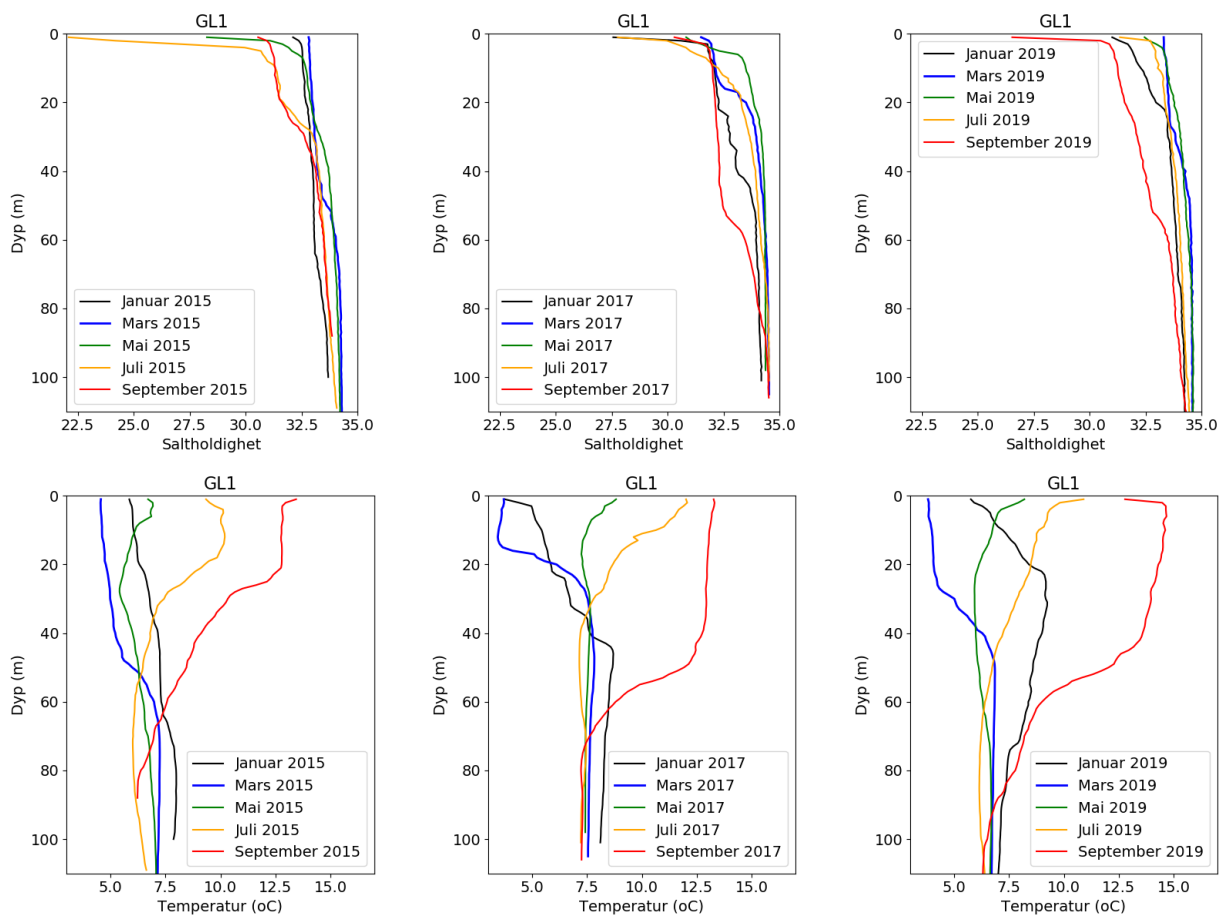 GL1
0
20
40
60
80
100
Dyp (m)
Januar 2015
Mars 2015
Mai 2015
Juli 2015
September 2015
22.5 25.0 27.5 30.0 32.5 35.0
Saltholdighet
GL1
0
20
40
60
80
100
Dyp (m)
Januar 2017
Mars 2017
Mai 2017
Juli 2017
September 2017
22.5 25.0 27.5 30.0 32.5 35.0
Saltholdighet
GL1
0
20
40
60
80
100
Dyp (m)
Januar 2019
Mars 2019
Mai 2019
Juli 2019
September 2019
22.5 25.0 27.5 30.0 32.5 35.0
Saltholdighet
GL1
0
20
40
60
80
100
Dyp (m)
Januar 2015
Mars 2015
Mai 2015
Juli 2015
September 2015
5.0 7.5 10.0 12.5 15.0
Temperatur (oC)
GL1
0
20
40
60
80
100
Dyp (m)
Januar 2017
Mars 2017
Mai 2017
Juli 2017
September 2017
5.0 7.5 10.0 12.5 15.0
Temperatur (oC)
GL1
0
20
40
60
80
100
Dyp (m)
Januar 2019
Mars 2019
Mai 2019
Juli 2019
September 2019
5.0 7.5 10.0 12.5 15.0
Temperatur (oC)